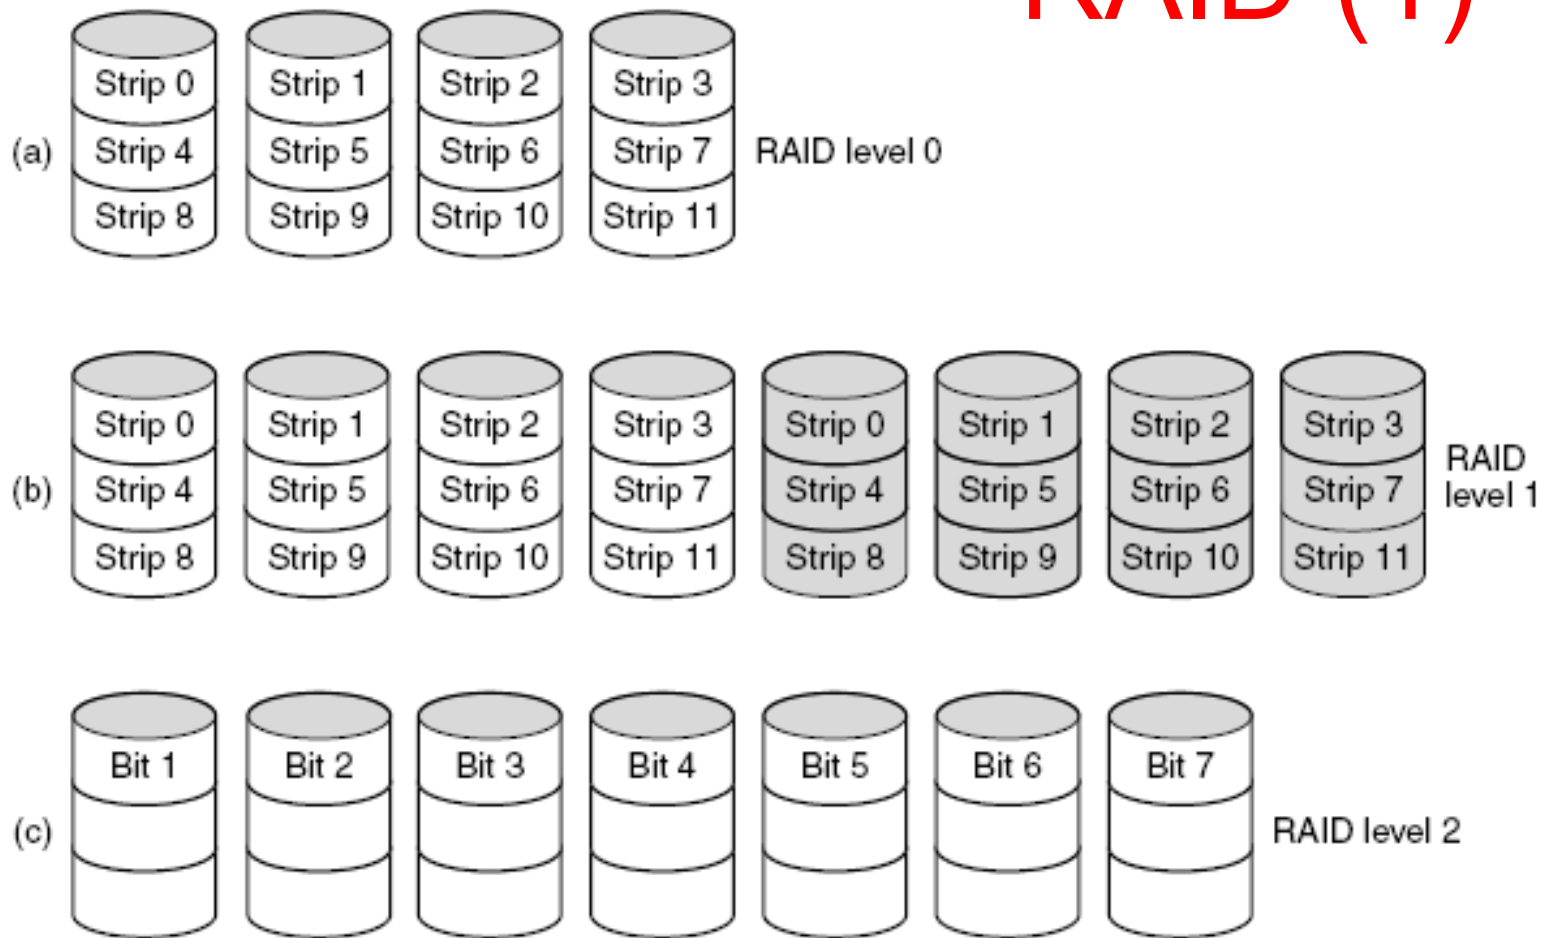 RAID (1)
Strip 0 Strip 1 Strip 2 Strip 3
(a) Strip 4 Strip 5 Strip 6 Strip 7 RAID level 0
Strip 8 Strip 9 Strip 10 Strip 11
Strip 0 Strip 1 Strip 2 Strip 3 Strip 0 Strip 1 Strip 2 Strip 3
RAID
(b) Strip 4 Strip 5 Strip 6 Strip 7 Strip 4 Strip 5 Strip 6 Strip 7
level 1
Strip 8 Strip 9 Strip 10 Strip 11 Strip 8 Strip 9 Strip 10 Strip 11
Bit 1 Bit 2 Bit 3 Bit 4 Bit 5 Bit 6 Bit 7
(c) RAID level 2